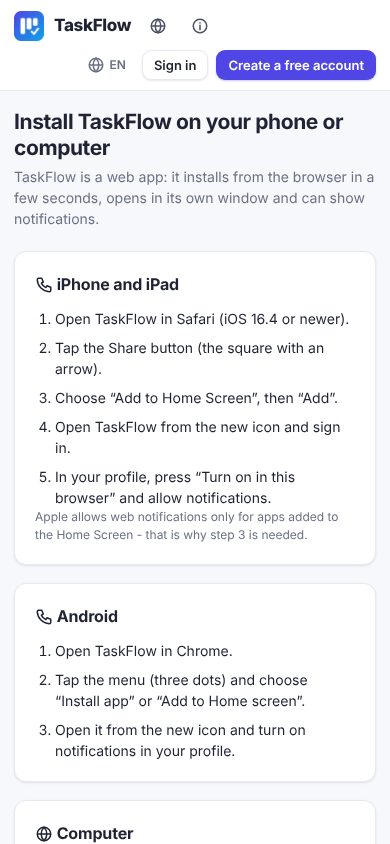 TaskFlow
EN
Sign in
Create a free account
Install TaskFlow on your phone or
computer
TaskFlow is a web app: it installs from the browser in a
few seconds, opens in its own window and can show
notifications.
iPhone and iPad
1. Open TaskFlow in Safari (iOS 16.4 or newer).
2. Tap the Share button (the square with an
arrow).
3. Choose “Add to Home Screen”, then “Add”.
4. Open TaskFlow from the new icon and sign
in.
5. In your profile, press “Turn on in this
browser” and allow notifications.
Apple allows web notifications only for apps added to
the Home Screen - that is why step 3 is needed.
Android
1. Open TaskFlow in Chrome.
2. Tap the menu (three dots) and choose
“Install app” or “Add to Home screen”.
3. Open it from the new icon and turn on
notifications in your profile.
Computer